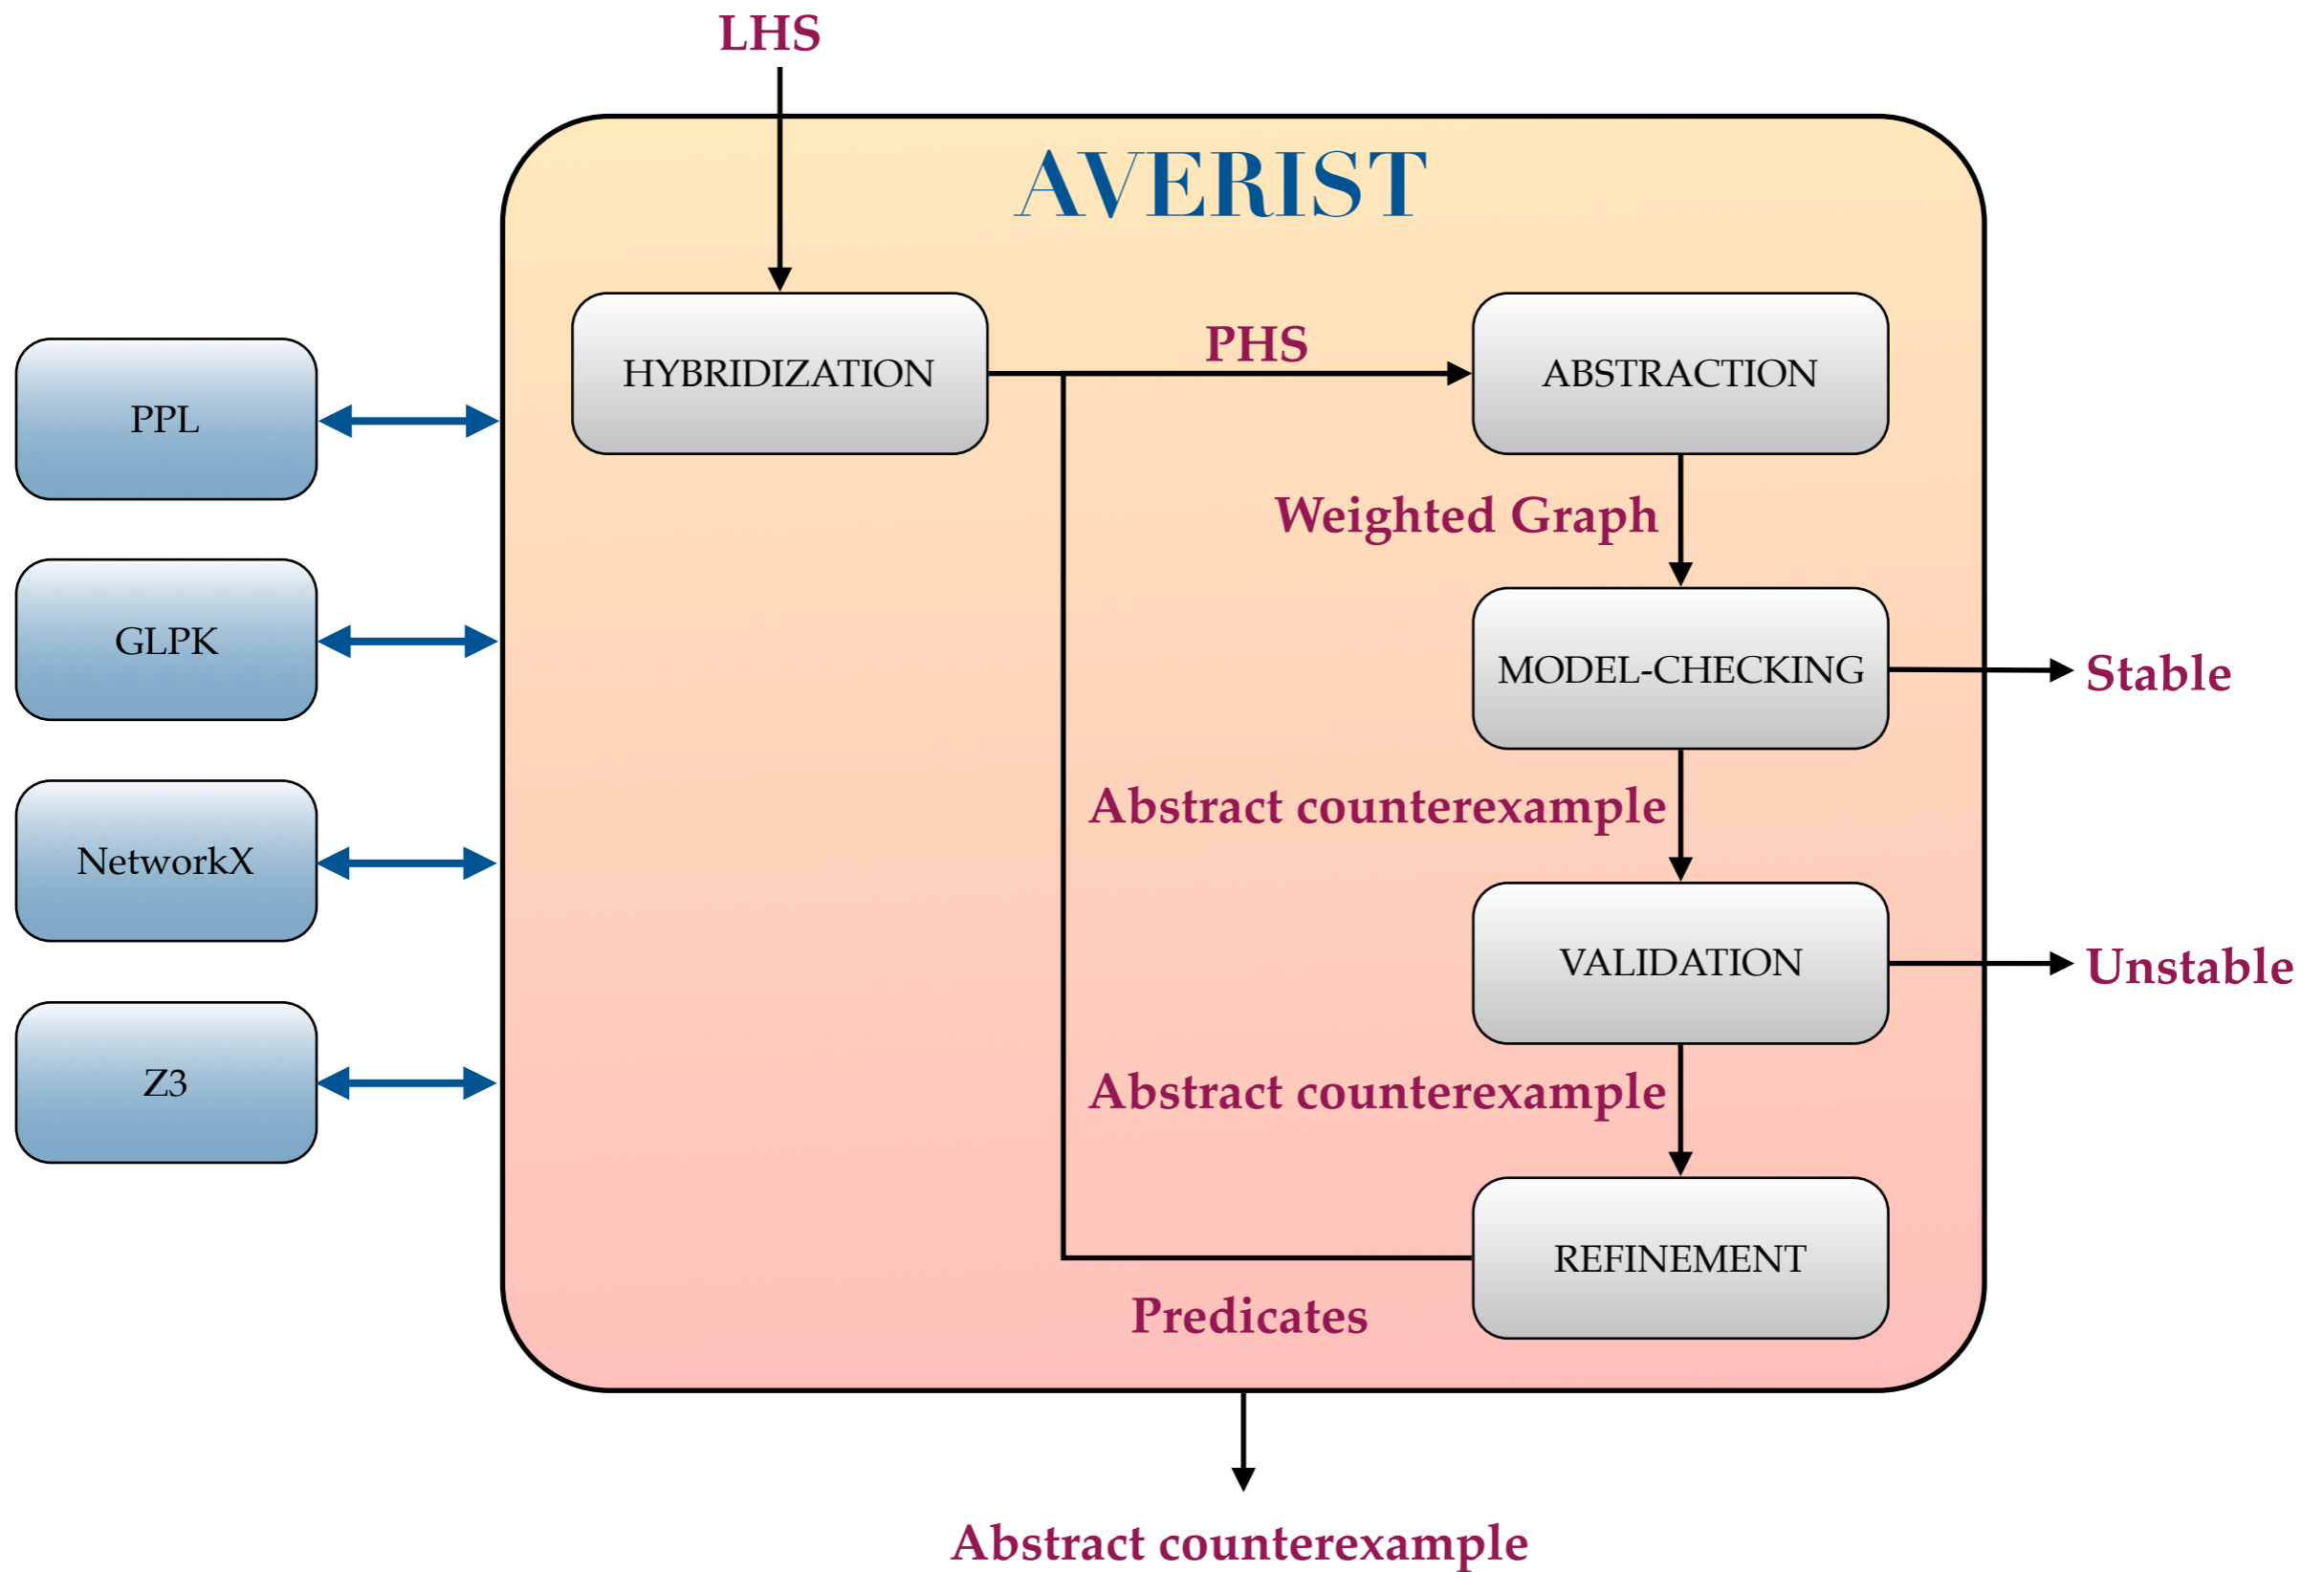 LHS
AVERIST
HYBRIDIZATION
PHS
ABSTRACTION
PPL
Weighted Graph
GLPK
MODEL-CHECKING
Stable
Abstract counterexample
NetworkX
VALIDATION
Unstable
Z3
Abstract counterexample
REFINEMENT
Predicates
Abstract counterexample